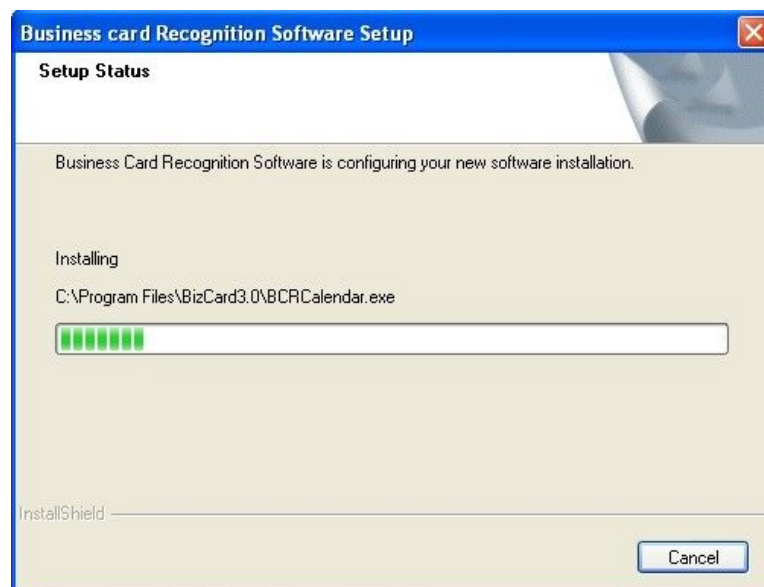 Business card Recognition Software Setup
Setup Status
Business Card Recognition Software is configuring your new software installation.
Installing
C:\Program Files\BizCard3.0\BCRCalendar.exe
InstallShield
Cancel